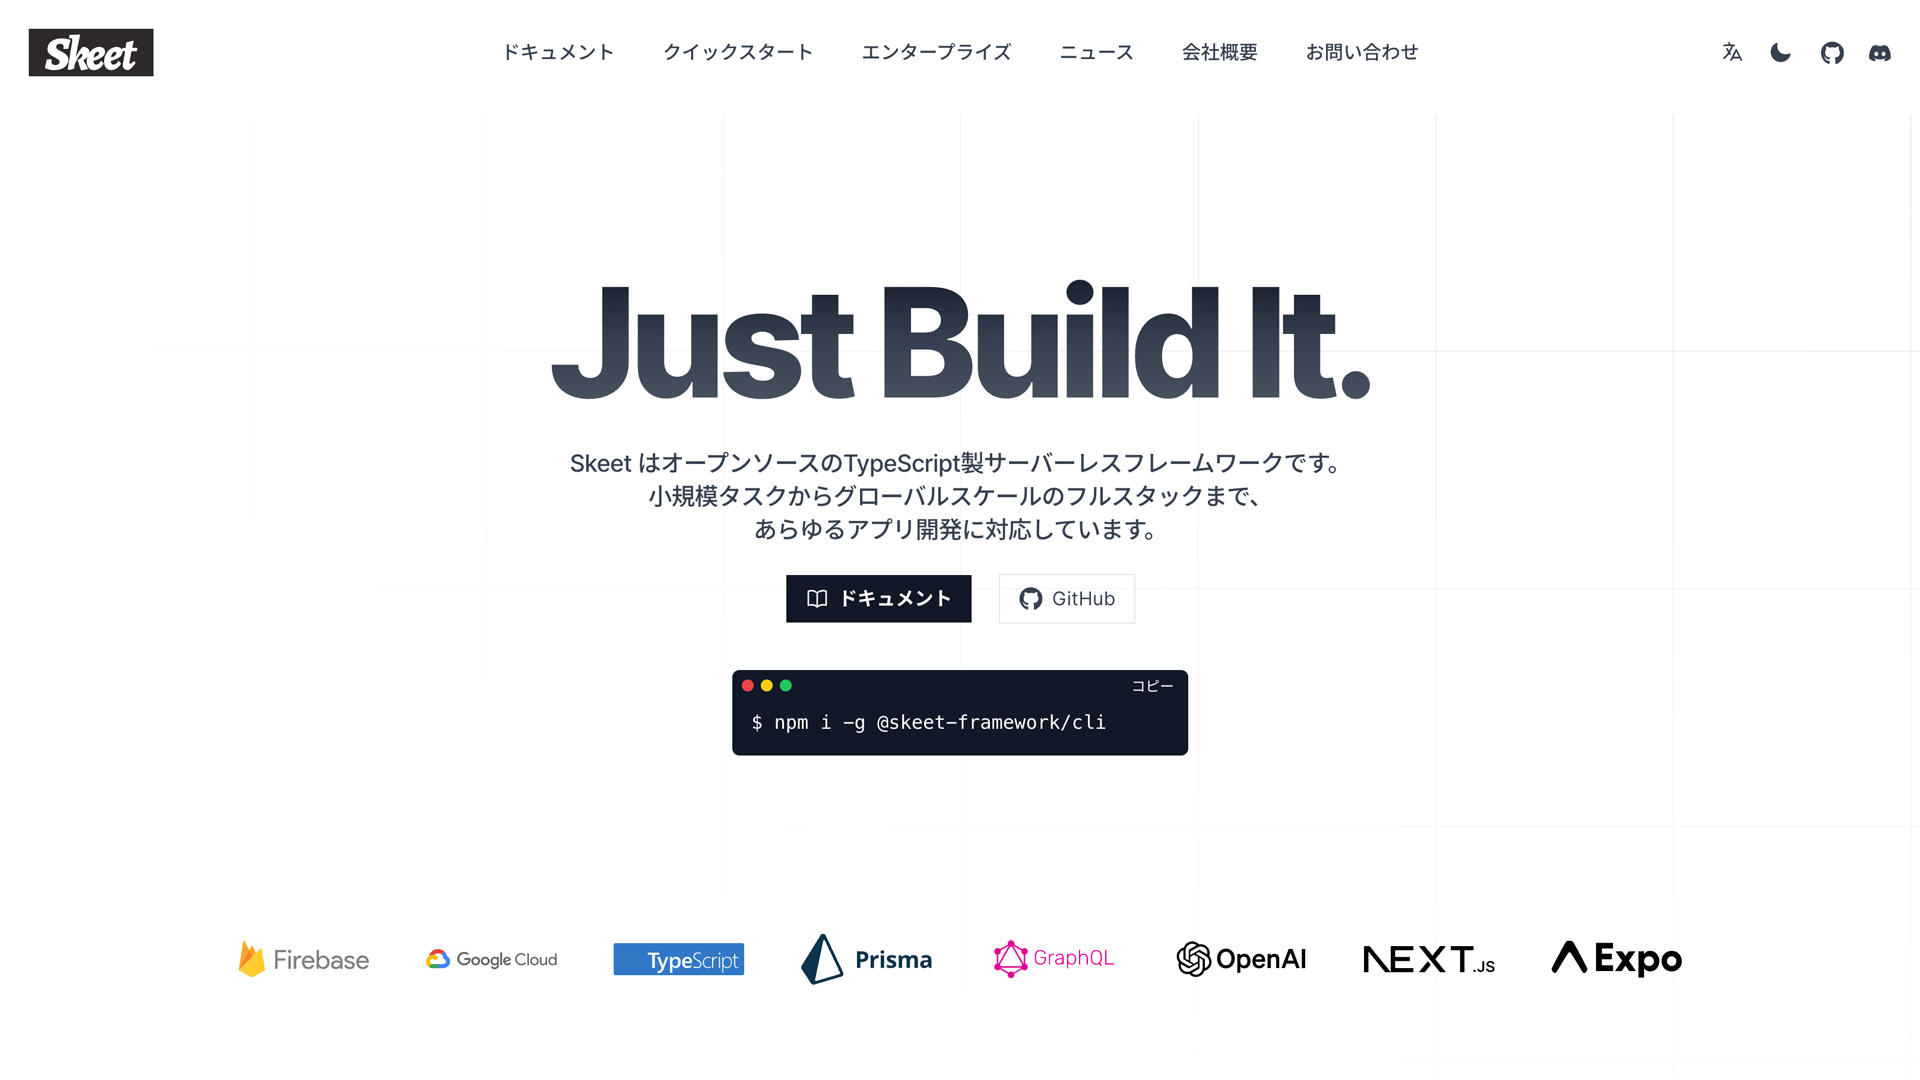 Skeet
ドキュメント
クイックスタート
エンタープライズ
ニュース
会社概要
お問い合わせ
Just Build It.
Skeet はオープンソースのTypeScript製サーバーレスフレームワークです。
小規模タスクからグローバルスケールのフルスタックまで、
あらゆるアプリ開発に対応しています。
ドキュメント
GitHub
コピー
$ npm i -g @skeet-framework/cli
Firebase
Google Cloud
TypeScript
Prisma
GraphQL
OpenAI
NEXT.JS
Expo